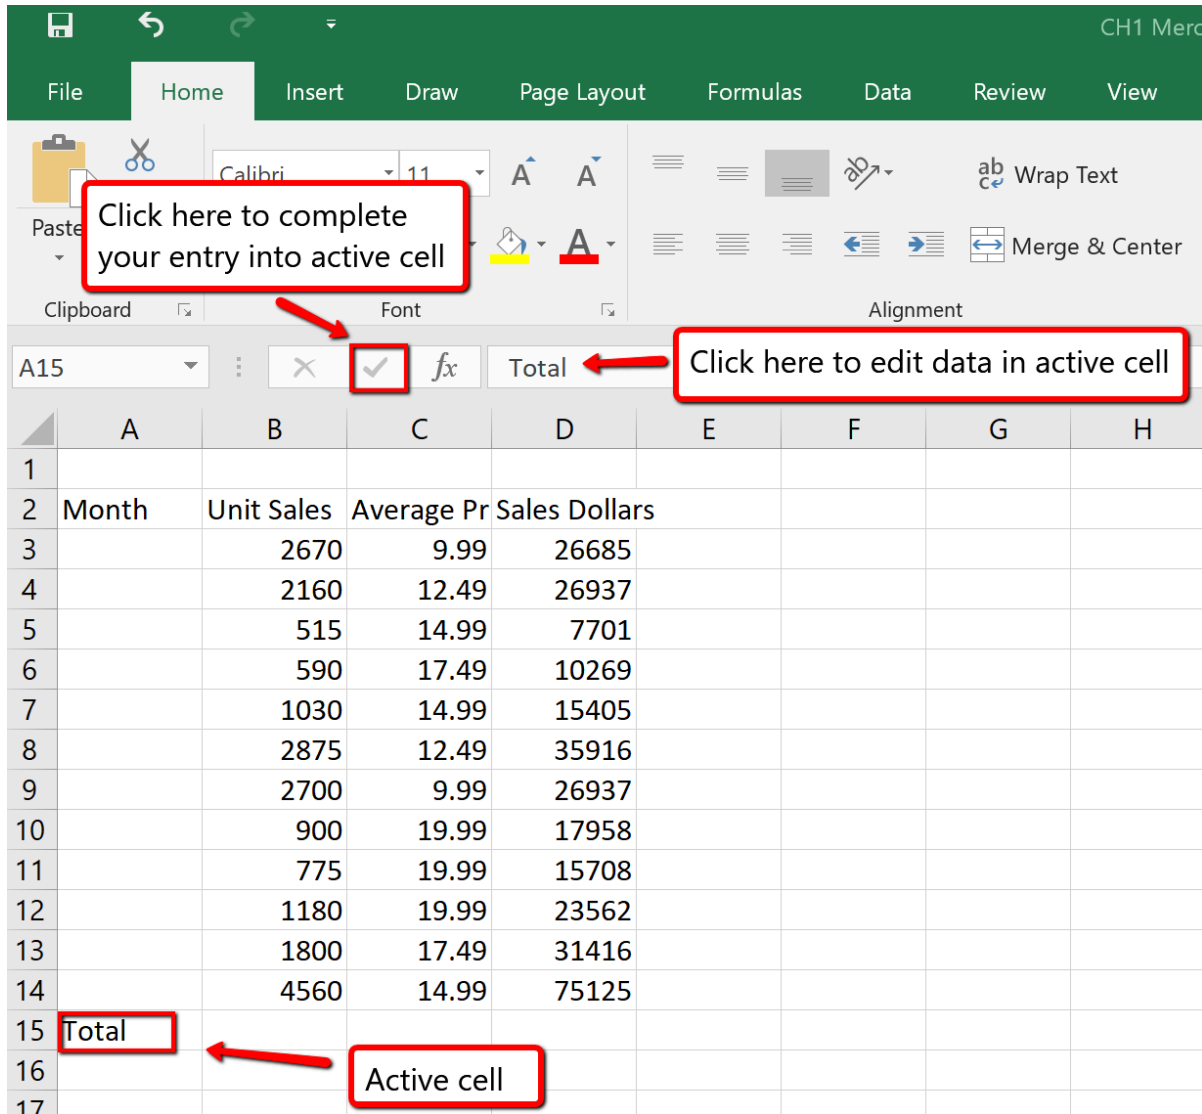 CH1 Merc
File Home Insert Draw Page Layout Formulas Data Review View
Calibri 11 A A ab Wrap Text
Paste A Merge & Center
Click here to complete
your entry into active cell
Clipboard Font Alignment
A15 fx Total
Click here to edit data in active cell
A B C D E F G H
1
2 Month Unit Sales Average Pr Sales Dollars
3 2670 9.99 26685
4 2160 12.49 26937
5 515 14.99 7701
6 590 17.49 10269
7 1030 14.99 15405
8 2875 12.49 35916
9 2700 9.99 26937
10 900 19.99 17958
11 775 19.99 15708
12 1180 19.99 23562
13 1800 17.49 31416
14 4560 14.99 75125
15 Total
16 Active cell
17